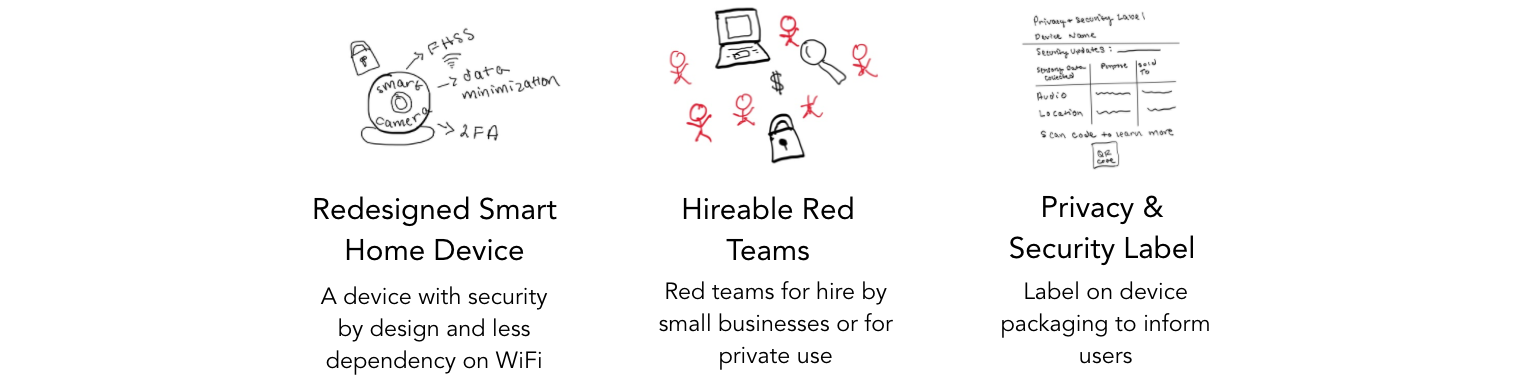 FHSS
smart
camera
data
minimization
2FA
Redesigned Smart
Home Device
A device with security
by design and less
dependency on WiFi
$
Hireable Red
Teams
Red teams for hire by
small businesses or for
private use
Privacy + Security Label
Device Name
Security Updates:
Sensory Data
collected
Purpose
sold
To
Audio
Location
Scan code to learn more
QR
code
Privacy &
Security Label
Label on device
packaging to inform
users